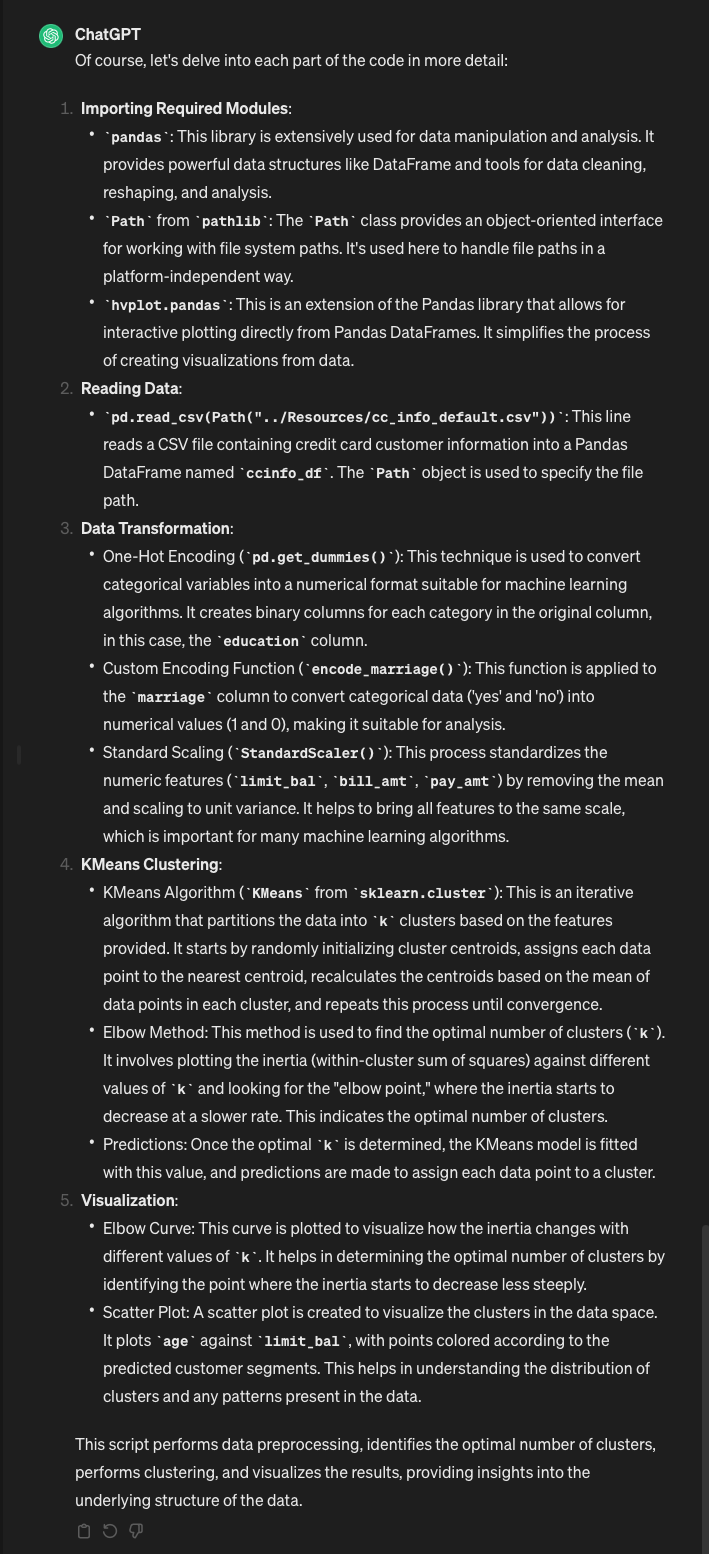 ChatGPT
Of course, let's delve into each part of the code in more detail:
1. Importing Required Modules:
• `pandas`: This library is extensively used for data manipulation and analysis. It
provides powerful data structures like DataFrame and tools for data cleaning,
reshaping, and analysis.
• `Path` from `pathlib`: The `Path` class provides an object-oriented interface
for working with file system paths. It's used here to handle file paths in a
platform-independent way.
• `hvplot.pandas`: This is an extension of the Pandas library that allows for
interactive plotting directly from Pandas DataFrames. It simplifies the process
of creating visualizations from data.
2. Reading Data:
• `pd.read_csv(Path("../Resources/cc_info_default.csv"))`: This line
reads a CSV file containing credit card customer information into a Pandas
DataFrame named `ccinfo_df`. The `Path` object is used to specify the file
path.
3. Data Transformation:
• One-Hot Encoding (`pd.get_dummies()`): This technique is used to convert
categorical variables into a numerical format suitable for machine learning
algorithms. It creates binary columns for each category in the original column,
in this case, the `education` column.
• Custom Encoding Function (`encode_marriage()`): This function is applied to
the `marriage` column to convert categorical data ('yes' and 'no') into
numerical values (1 and 0), making it suitable for analysis.
• Standard Scaling (`StandardScaler()`): This process standardizes the
numeric features (`limit_bal`, `bill_amt`, `pay_amt`) by removing the mean
and scaling to unit variance. It helps to bring all features to the same scale,
which is important for many machine learning algorithms.
4. KMeans Clustering:
• KMeans Algorithm (`KMeans` from `sklearn.cluster`): This is an iterative
algorithm that partitions the data into `k` clusters based on the features
provided. It starts by randomly initializing cluster centroids, assigns each data
point to the nearest centroid, recalculates the centroids based on the mean of
data points in each cluster, and repeats this process until convergence.
• Elbow Method: This method is used to find the optimal number of clusters (`k`).
It involves plotting the inertia (within-cluster sum of squares) against different
values of `k` and looking for the "elbow point," where the inertia starts to
decrease at a slower rate. This indicates the optimal number of clusters.
• Predictions: Once the optimal `k` is determined, the KMeans model is fitted
with this value, and predictions are made to assign each data point to a cluster.
5. Visualization:
• Elbow Curve: This curve is plotted to visualize how the inertia changes with
different values of `k`. It helps in determining the optimal number of clusters by
identifying the point where the inertia starts to decrease less steeply.
• Scatter Plot: A scatter plot is created to visualize the clusters in the data space.
It plots `age` against `limit_bal`, with points colored according to the
predicted customer segments. This helps in understanding the distribution of
clusters and any patterns present in the data.
This script performs data preprocessing, identifies the optimal number of clusters,
performs clustering, and visualizes the results, providing insights into the
underlying structure of the data.